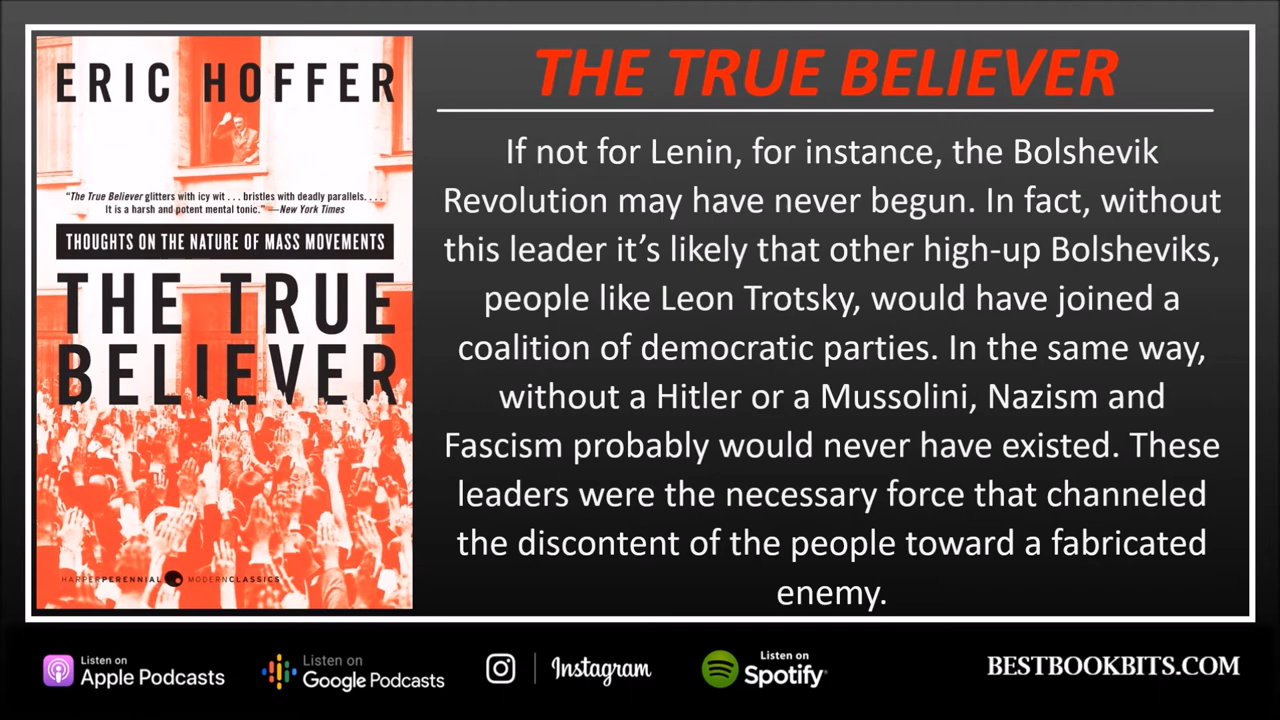 ERIC HOFFER
“The True Believer glitters with icy wit . . . bristles with deadly parallels. . . .
It is a harsh and potent mental tonic.” —New York Times
THOUGHTS ON THE NATURE OF MASS MOVEMENTS
THE TRUE
BELIEVER
HARPERPERENNIAL MODERNCLASSICS
THE TRUE BELIEVER
If not for Lenin, for instance, the Bolshevik
Revolution may have never begun. In fact, without
this leader it’s likely that other high-up Bolsheviks,
people like Leon Trotsky, would have joined a
coalition of democratic parties. In the same way,
without a Hitler or a Mussolini, Nazism and
Fascism probably would never have existed. These
leaders were the necessary force that channeled
the discontent of the people toward a fabricated
enemy.
Listen on
Apple Podcasts
Listen on
Google Podcasts
Instagram
Listen on
Spotify
BESTBOOKBITS.COM